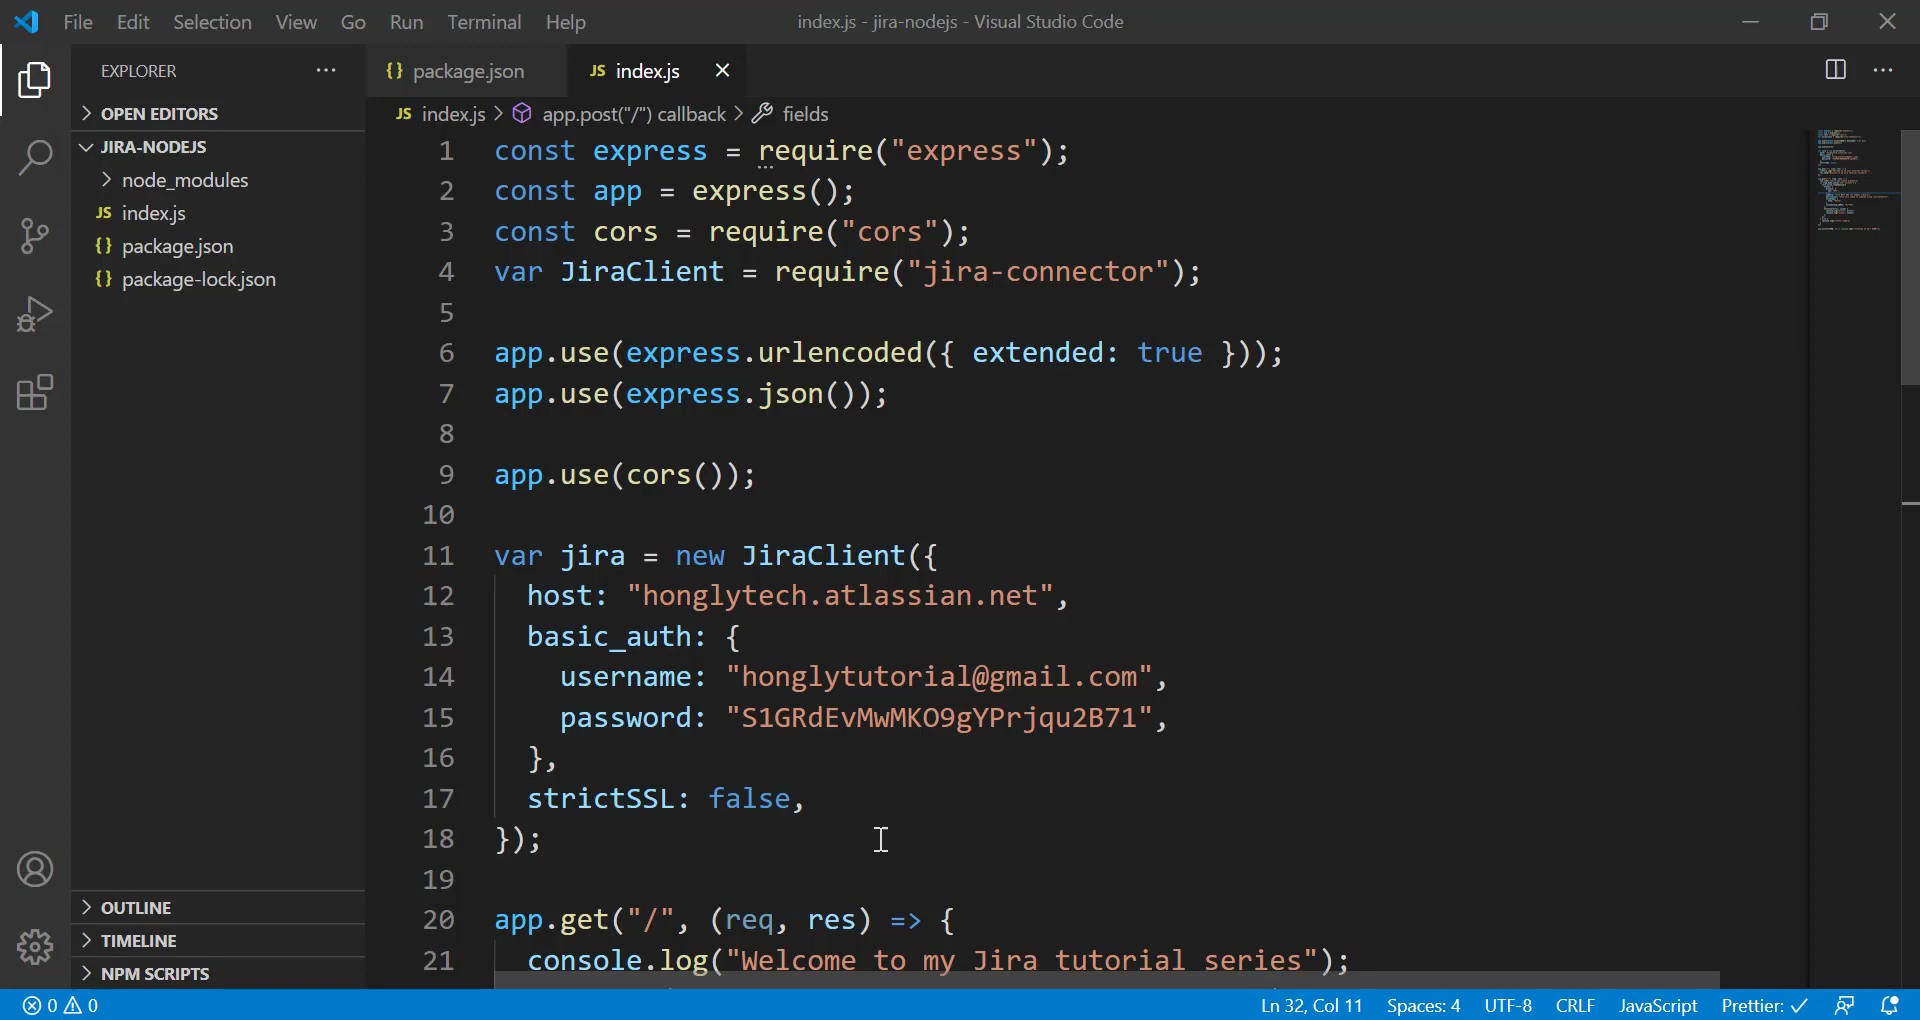 File Edit Selection View Go Run Terminal Help
index.js - jira-nodejs - Visual Studio Code
EXPLORER
OPEN EDITORS
JIRA-NODEJS
node_modules
JS index.js
{} package.json
{} package-lock.json
OUTLINE
TIMELINE
NPM SCRIPTS
{} package.json
JS index.js
JS index.js > app.post("/") callback > fields
1 const express = require("express");
2 const app = express();
3 const cors = require("cors");
4 var JiraClient = require("jira-connector");
5
6 app.use(express.urlencoded({ extended: true }));
7 app.use(express.json());
8
9 app.use(cors());
10
11 var jira = new JiraClient({
12 host: "honglytech.atlassian.net",
13 basic_auth: {
14 username: "honglytutorial@gmail.com",
15 password: "S1GRdEvMwMKO9gYPrjqu2B71",
16 },
17 strictSSL: false,
18 });
19
20 app.get("/", (req, res) => {
21 console.log("Welcome to my Jira tutorial series");
0 0
Ln 32, Col 11 Spaces: 4 UTF-8 CRLF JavaScript Prettier: ✓